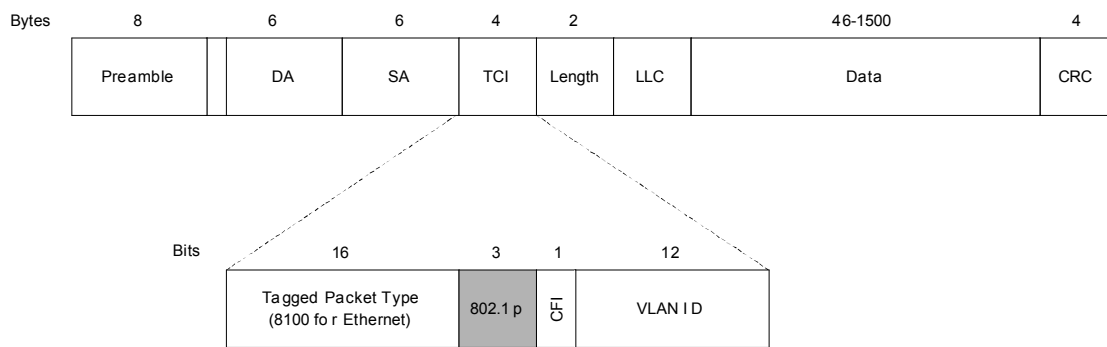 Bytes 8 6 6 4 2 46-1500 4
Preamble DA SA TCI Length LLC Data CRC
Bits 16 3 1 12
Tagged Packet Type
(8100 fo r Ethernet)
802.1 p
CFI
VLAN I D